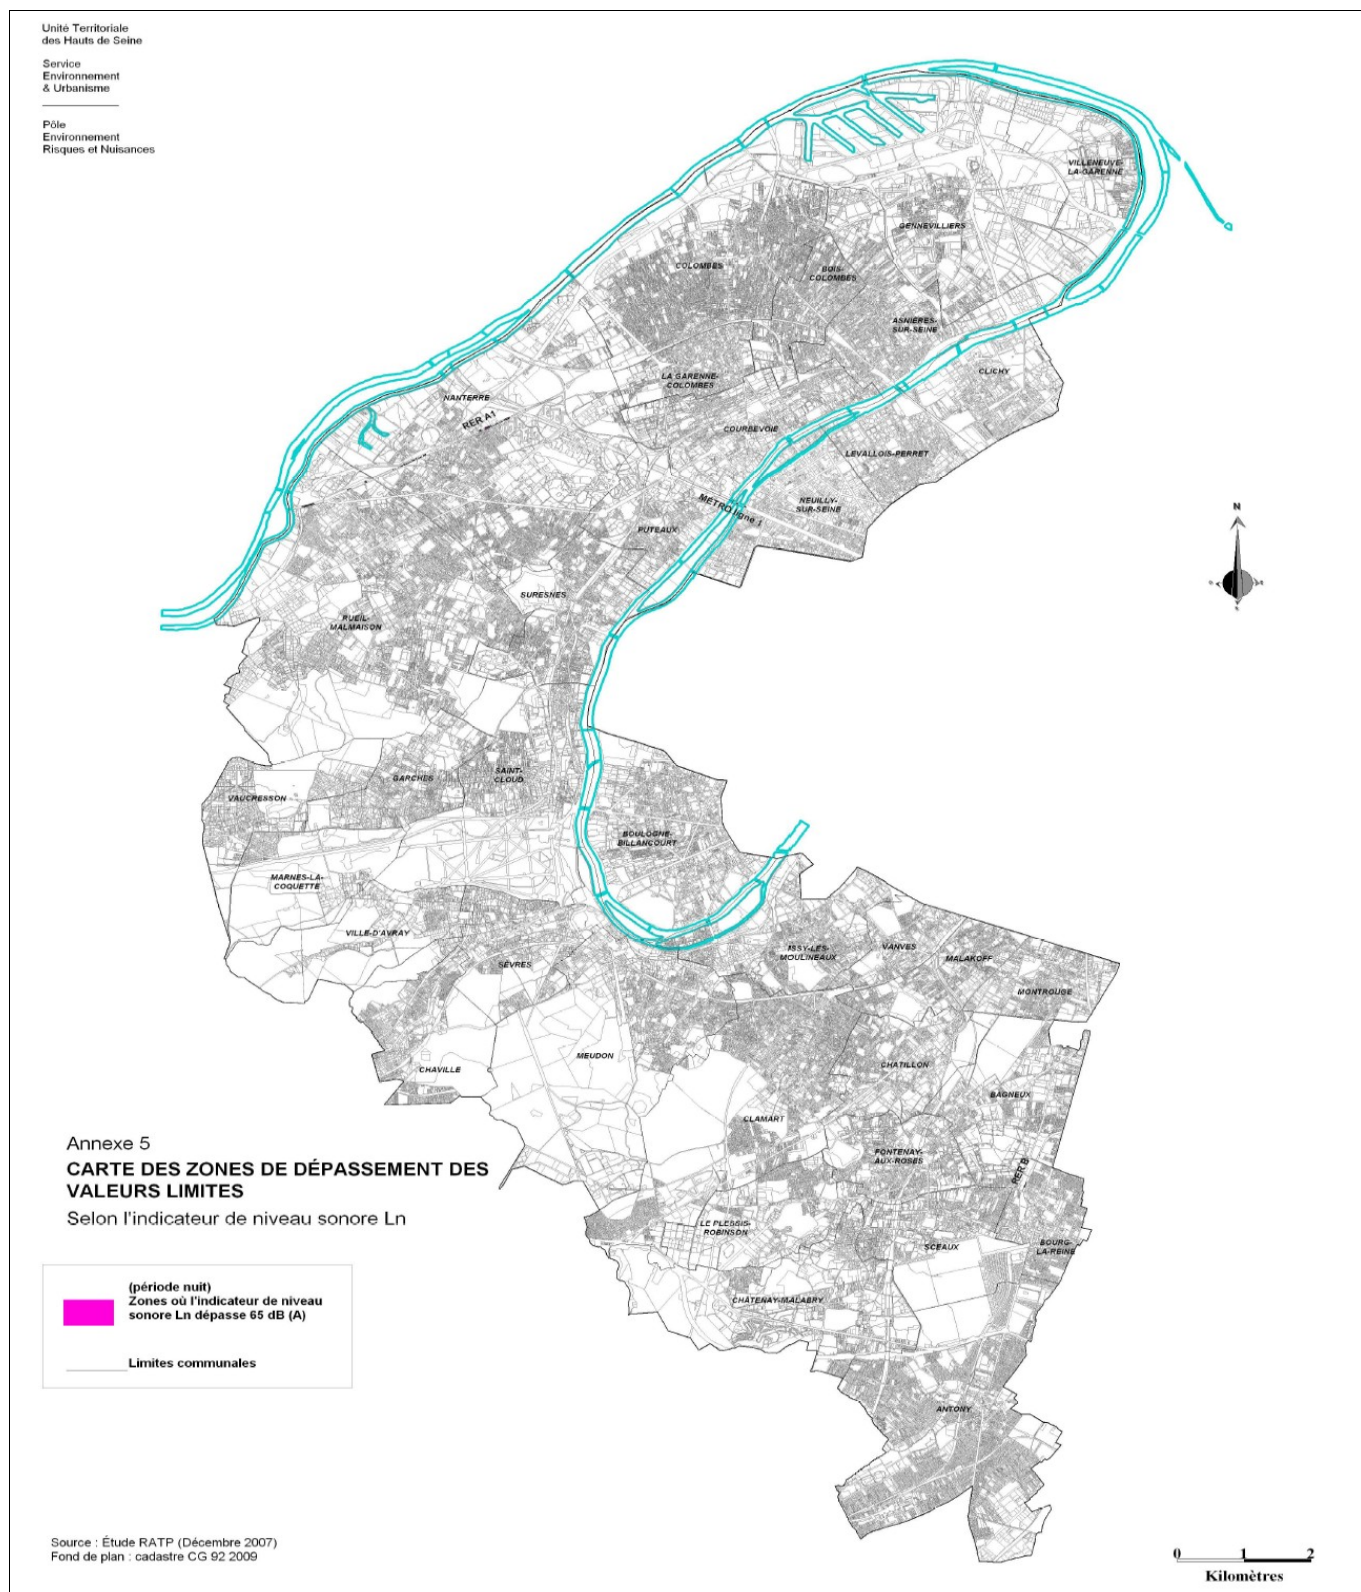 Unité Territoriale
des Hauts de Seine
Service
Environnement
& Urbanisme
Pôle
Environnement
Risques et Nuisances
VILLENEUVE-
LA-GARENNE
GENNEVILLIERS
COLOMBES
BOIS-
COLOMBES
ASNIÈRES-
SUR-SEINE
CLICHY
LA GARENNE-
COLOMBES
NANTERRE
RER A1
COURBEVOIE
LEVALLOIS-PERRET
NEUILLY-
SUR-SEINE
MÉTRO ligne 1
PUTEAUX
N
SURESNES
RUEIL-
MALMAISON
GARCHES
SAINT-
CLOUD
VAUCRESSON
BOULOGNE-
BILLANCOURT
MARNES-LA-
COQUETTE
VILLE-D'AVRAY
SÈVRES
ISSY-LES-
MOULINEAUX
VANVES
MALAKOFF
MONTROUGE
MEUDON
CHAVILLE
CHATILLON
BAGNEUX
CLAMART
FONTENAY-
AUX-ROSES
RER B
LE PLESSIS-
ROBINSON
SCEAUX
BOURG-
LA-REINE
CHÂTENAY-MALABRY
ANTONY
Annexe 5
CARTE DES ZONES DE DÉPASSEMENT DES
VALEURS LIMITES
Selon l'indicateur de niveau sonore Ln
(période nuit)
Zones où l'indicateur de niveau
sonore Ln dépasse 65 dB (A)
Limites communales
Source : Étude RATP (Décembre 2007)
Fond de plan : cadastre CG 92 2009
0 1 2
Kilomètres